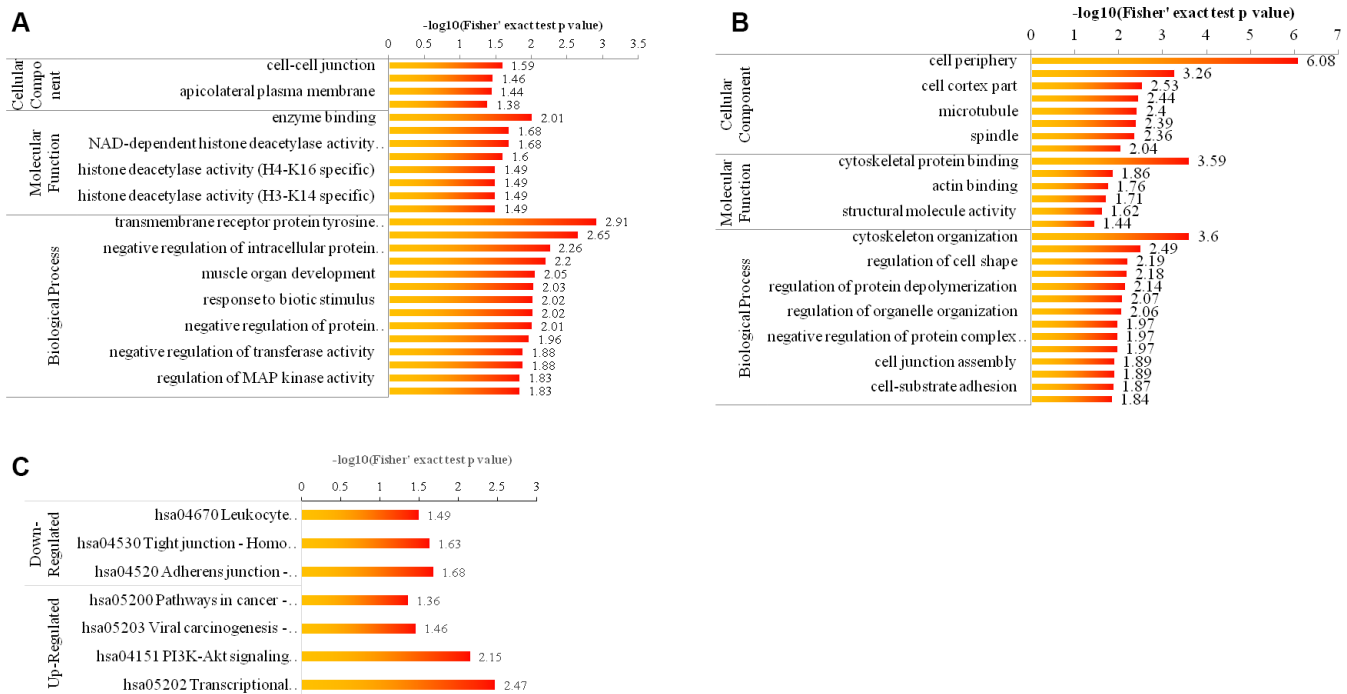 A
-log10(Fisher' exact test p value)
0 0.5 1 1.5 2 2.5 3 3.5
Cellular Component
cell-cell junction 1.59
1.46
apicolateral plasma membrane 1.44
1.38
Molecular Function
enzyme binding 2.01
1.68
NAD-dependent histone deacetylase activity.. 1.68
1.6
histone deacetylase activity (H4-K16 specific) 1.49
1.49
histone deacetylase activity (H3-K14 specific) 1.49
1.49
Biological Process
transmembrane receptor protein tyrosine.. 2.91
2.65
negative regulation of intracellular protein.. 2.26
2.2
muscle organ development 2.05
2.03
response to biotic stimulus 2.02
2.02
negative regulation of protein.. 2.01
1.96
negative regulation of transferase activity 1.88
1.88
regulation of MAP kinase activity 1.83
1.83
B
-log10(Fisher' exact test p value)
0 1 2 3 4 5 6 7
Cellular Component
cell periphery 6.08
3.26
cell cortex part 2.53
2.44
microtubule 2.4
2.39
spindle 2.36
2.04
Molecular Function
cytoskeletal protein binding 3.59
1.86
actin binding 1.76
1.71
structural molecule activity 1.62
1.44
Biological Process
cytoskeleton organization 3.6
2.49
regulation of cell shape 2.19
2.18
regulation of protein depolymerization 2.14
2.07
regulation of organelle organization 2.06
1.97
negative regulation of protein complex.. 1.97
1.97
cell junction assembly 1.89
1.89
cell-substrate adhesion 1.87
1.84
C
-log10(Fisher' exact test p value)
0 0.5 1 1.5 2 2.5 3
Down-Regulated
hsa04670 Leukocyte.. 1.49
hsa04530 Tight junction - Homo.. 1.63
hsa04520 Adherens junction -.. 1.68
Up-Regulated
hsa05200 Pathways in cancer -.. 1.36
hsa05203 Viral carcinogenesis -.. 1.46
hsa04151 PI3K-Akt signaling.. 2.15
hsa05202 Transcriptional.. 2.47